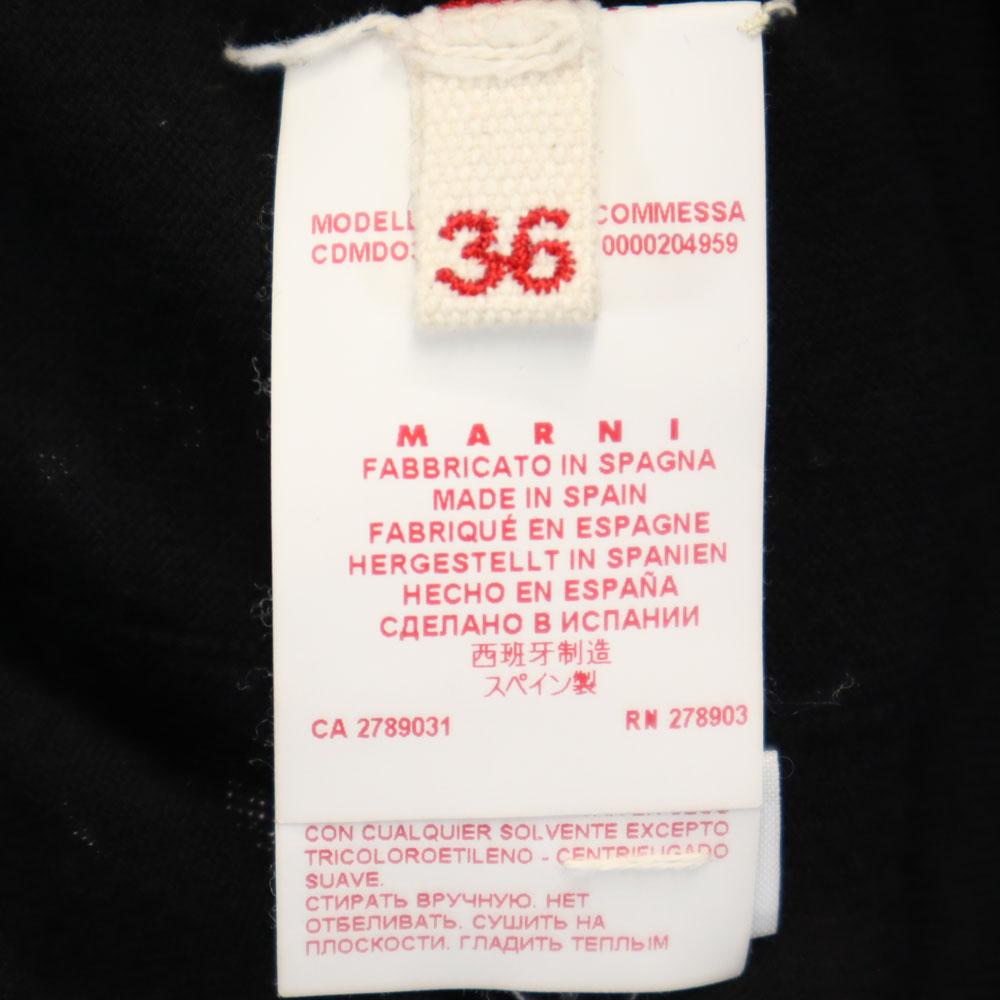 36
COMMESSA
0000204959
MARNI
FABBRICATO IN SPAGNA
MADE IN SPAIN
FABRIQUÉ EN ESPAGNE
HERGESTELLT IN SPANIEN
HECHO EN ESPAÑA
СДЕЛАНО В ИСПАНИИ
西班牙制造
スペイン製
CA 2789031 RN 278903
CON CUALQUIER SOLVENTE EXCEPTO
TRICOLOROETILENO - CENTRIFUGADO
SUAVE.
СТИРАТЬ ВРУЧНУЮ. НЕТ
ОТБЕЛИВАТЬ. СУШИТЬ НА
ПЛОСКОСТИ. ГЛАДИТЬ ТЕПЛЫМ